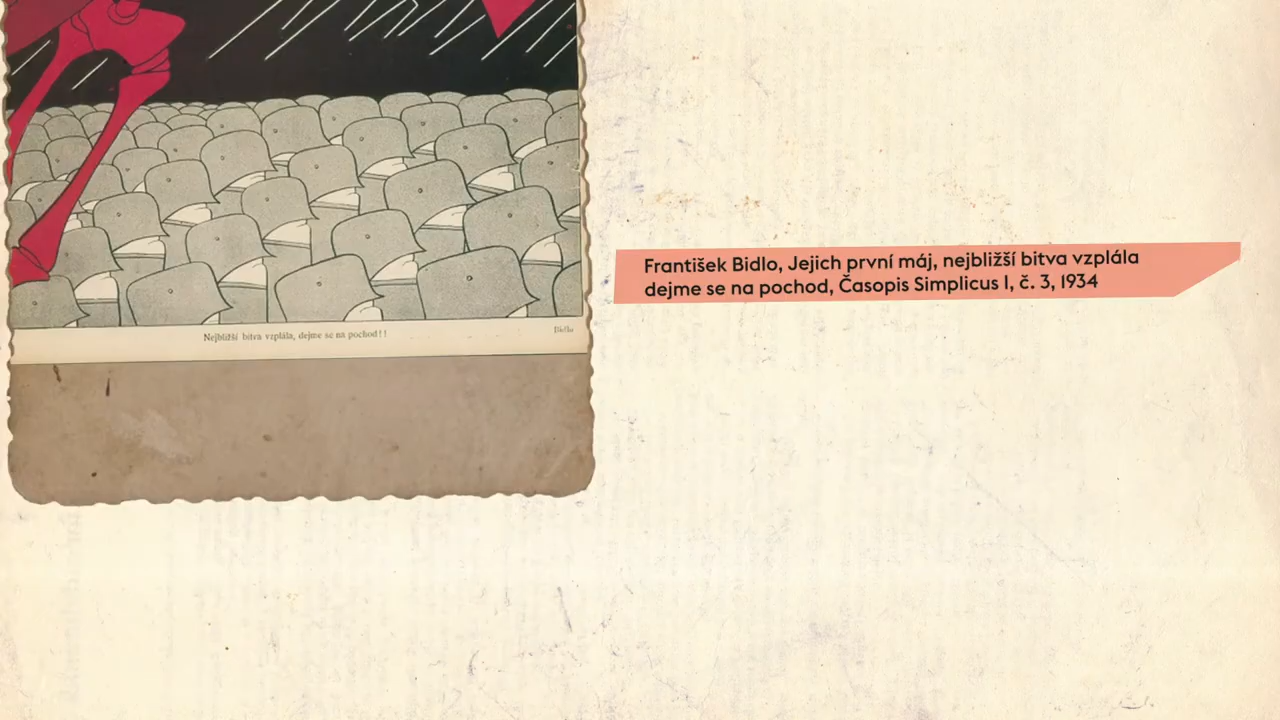 František Bidlo, Jejich první máj, nejbližší bitva vzplála
dejme se na pochod, Časopis Simplicus I, č. 3, 1934
Nejbližší bitva vzplála, dejme se na pochod!!
Bidlo